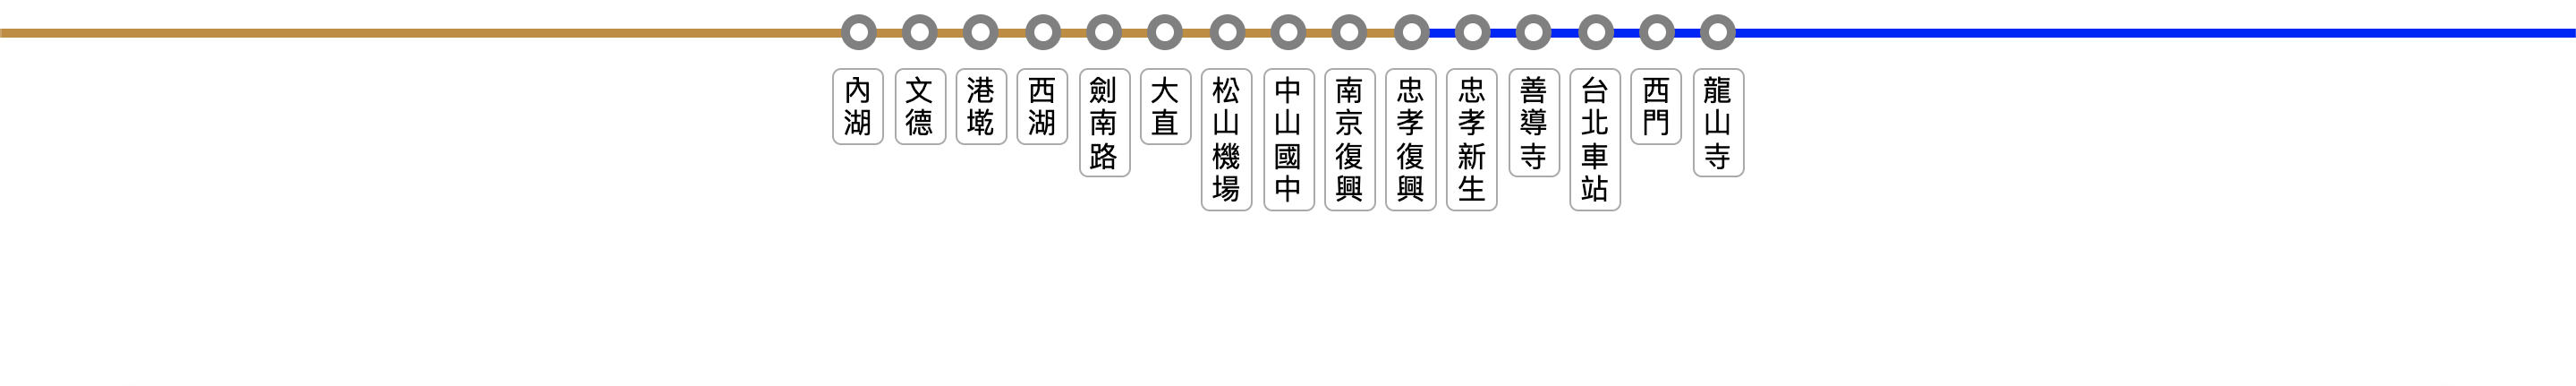 內湖
文德
港墘
西湖
劍南路
大直
松山機場
中山國中
南京復興
忠孝復興
忠孝新生
善導寺
台北車站
西門
龍山寺